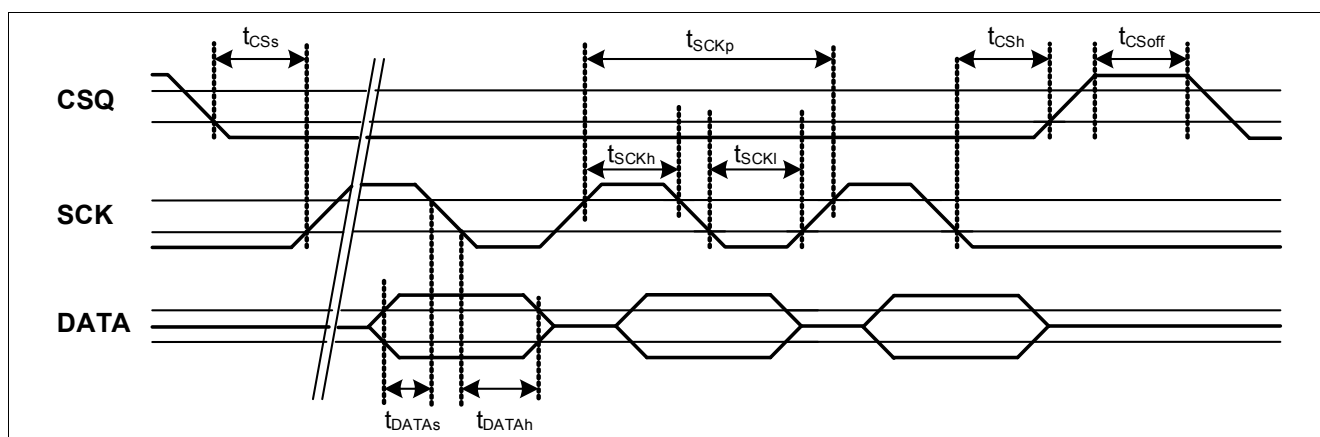 tCSs
tSCKp
tCSh
tCSoff
CSQ
tSCKh
tSCKl
SCK
DATA
tDATAs
tDATAh